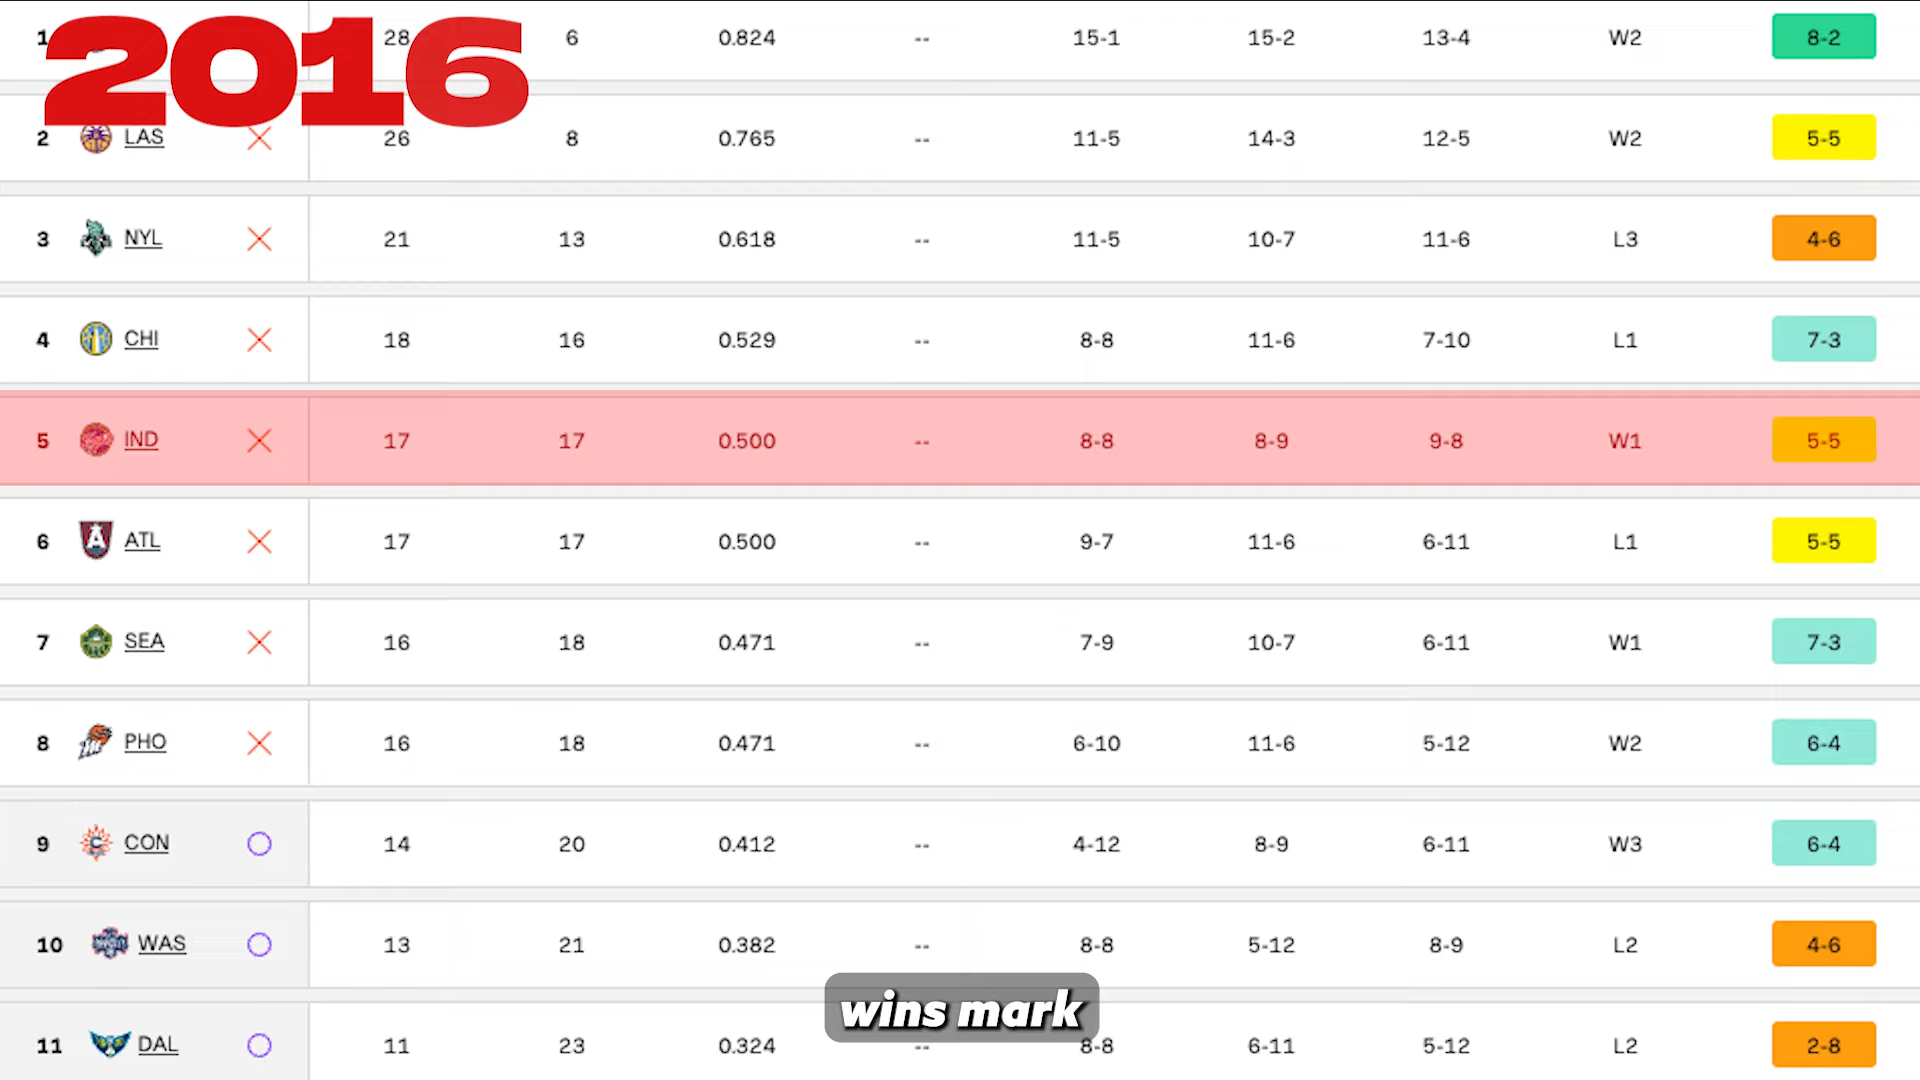 2016
1 28 6 0.824 -- 15-1 15-2 13-4 W2 8-2
2 LAS 26 8 0.765 -- 11-5 14-3 12-5 W2 5-5
3 NYL 21 13 0.618 -- 11-5 10-7 11-6 L3 4-6
4 CHI 18 16 0.529 -- 8-8 11-6 7-10 L1 7-3
5 IND 17 17 0.500 -- 8-8 8-9 9-8 W1 5-5
6 ATL 17 17 0.500 -- 9-7 11-6 6-11 L1 5-5
7 SEA 16 18 0.471 -- 7-9 10-7 6-11 W1 7-3
8 PHO 16 18 0.471 -- 6-10 11-6 5-12 W2 6-4
9 CON 14 20 0.412 -- 4-12 8-9 6-11 W3 6-4
10 WAS 13 21 0.382 -- 8-8 5-12 8-9 L2 4-6
wins mark
11 DAL 11 23 0.324 -- 8-8 6-11 5-12 L2 2-8